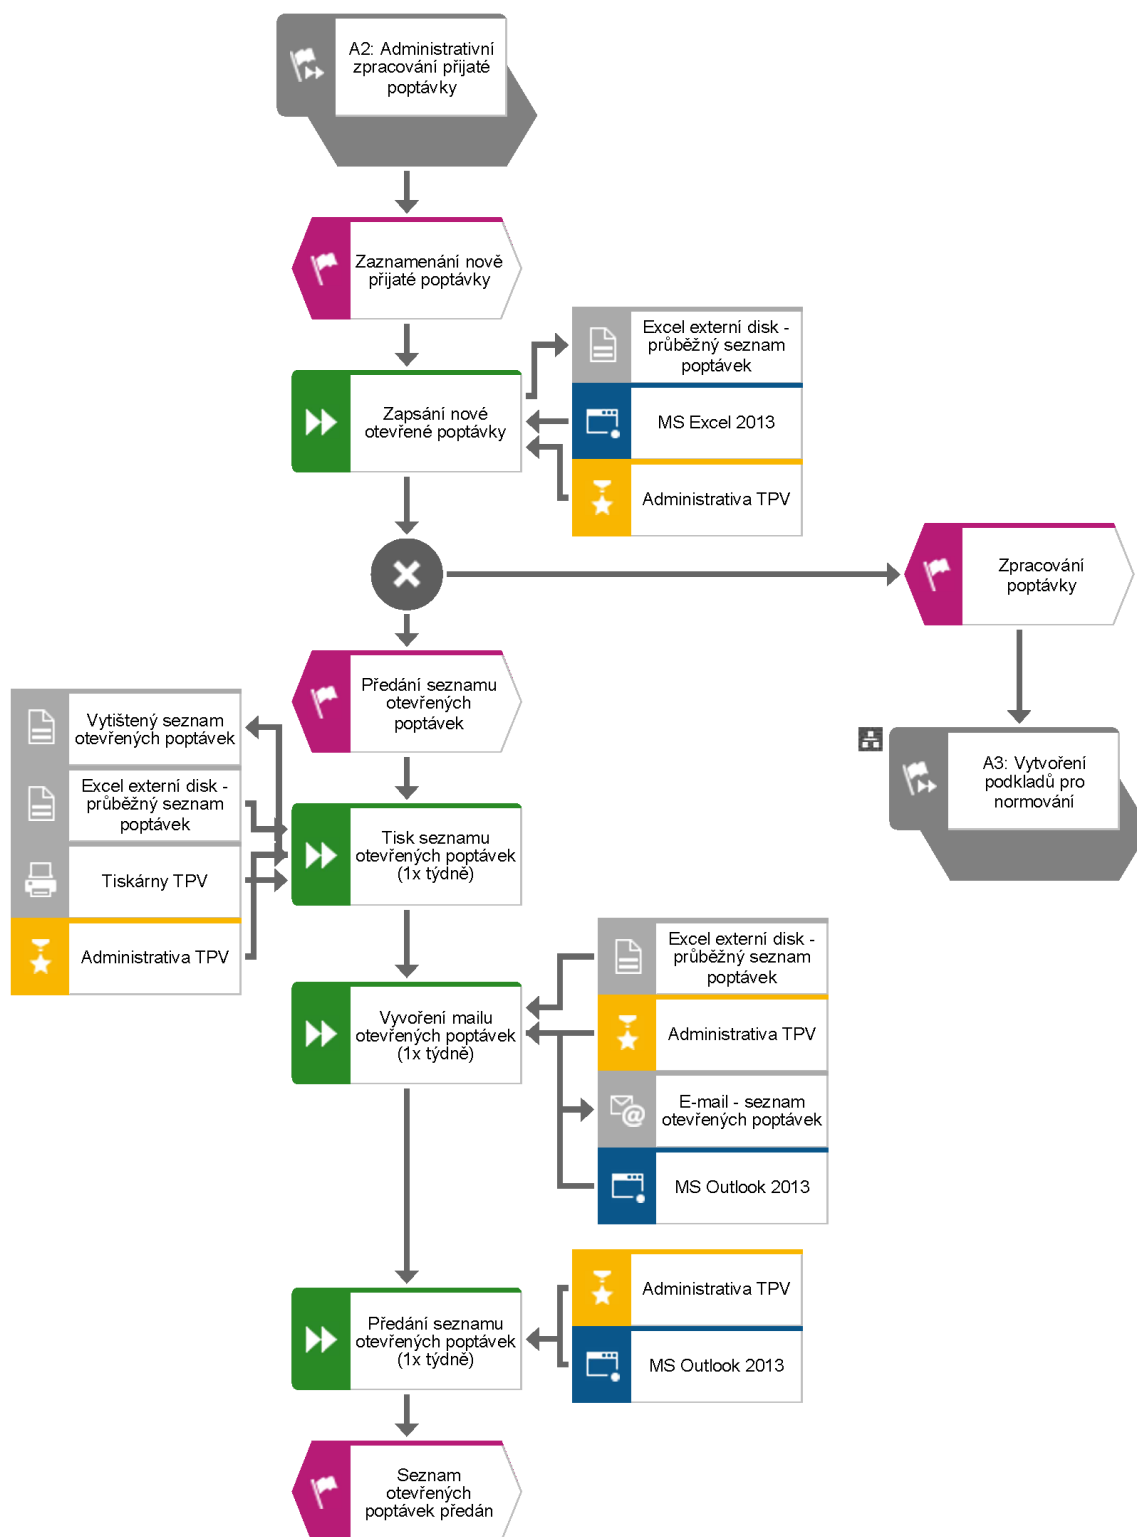 A2: Administrativní
zpracování přijaté
poptávky
Zaznamenání nově
přijaté poptávky
Excel externí disk -
průběžný seznam
poptávek
Zapsání nové
otevřené poptávky
MS Excel 2013
Administrativa TPV
Zpracování
poptávky
Předání seznamu
otevřených
poptávek
Vytištený seznam
otevřených poptávek
A3: Vytvoření
podkladů pro
normování
Excel externí disk -
průběžný seznam
poptávek
Tisk seznamu
otevřených poptávek
(1x týdně)
Tiskárny TPV
Administrativa TPV
Excel externí disk -
průběžný seznam
poptávek
Vyvoření mailu
otevřených poptávek
(1x týdně)
Administrativa TPV
E-mail - seznam
otevřených poptávek
MS Outlook 2013
Administrativa TPV
Předání seznamu
otevřených poptávek
(1x týdně)
MS Outlook 2013
Seznam
otevřených
poptávek předán